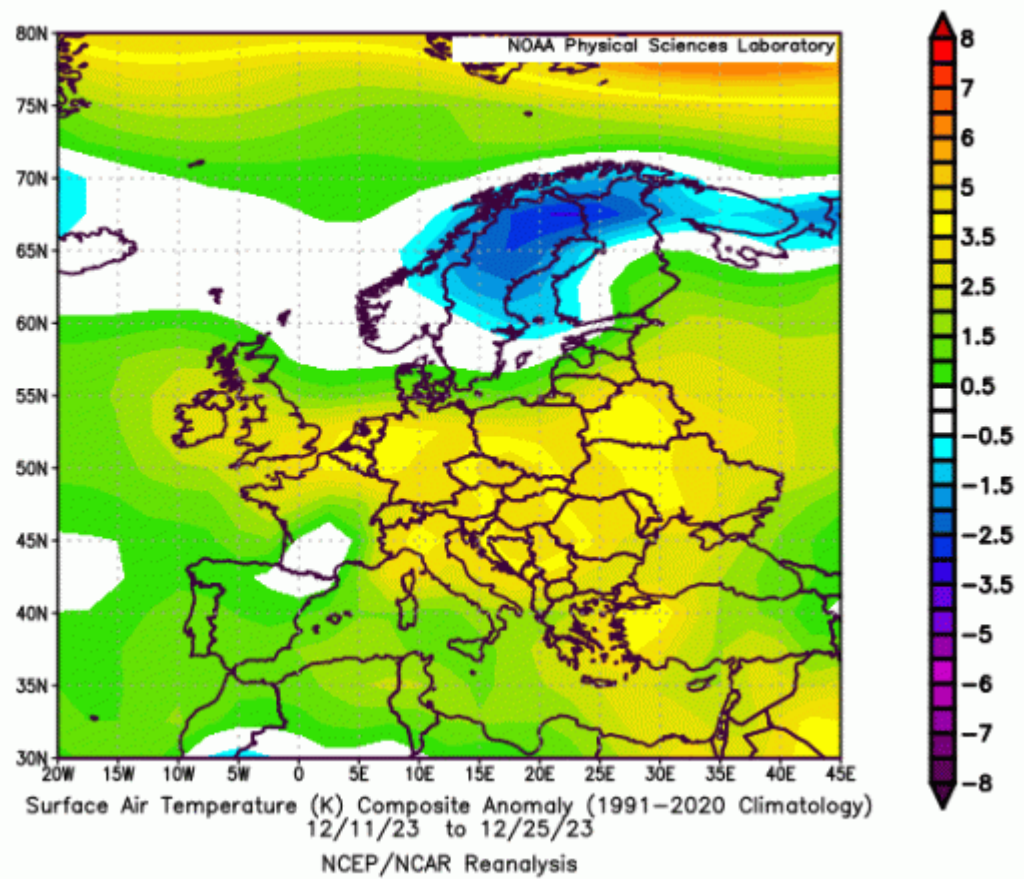 NOAA Physical Sciences Laboratory
80N
75N
70N
65N
60N
55N
50N
45N
40N
35N
30N
20W 15W 10W 5W 0 5E 10E 15E 20E 25E 30E 35E 40E 45E
8
7
6
5
3.5
2.5
1.5
0.5
−0.5
−1.5
−2.5
−3.5
−5
−6
−7
−8
Surface Air Temperature (K) Composite Anomaly (1991−2020 Climatology)
12/11/23 to 12/25/23
NCEP/NCAR Reanalysis